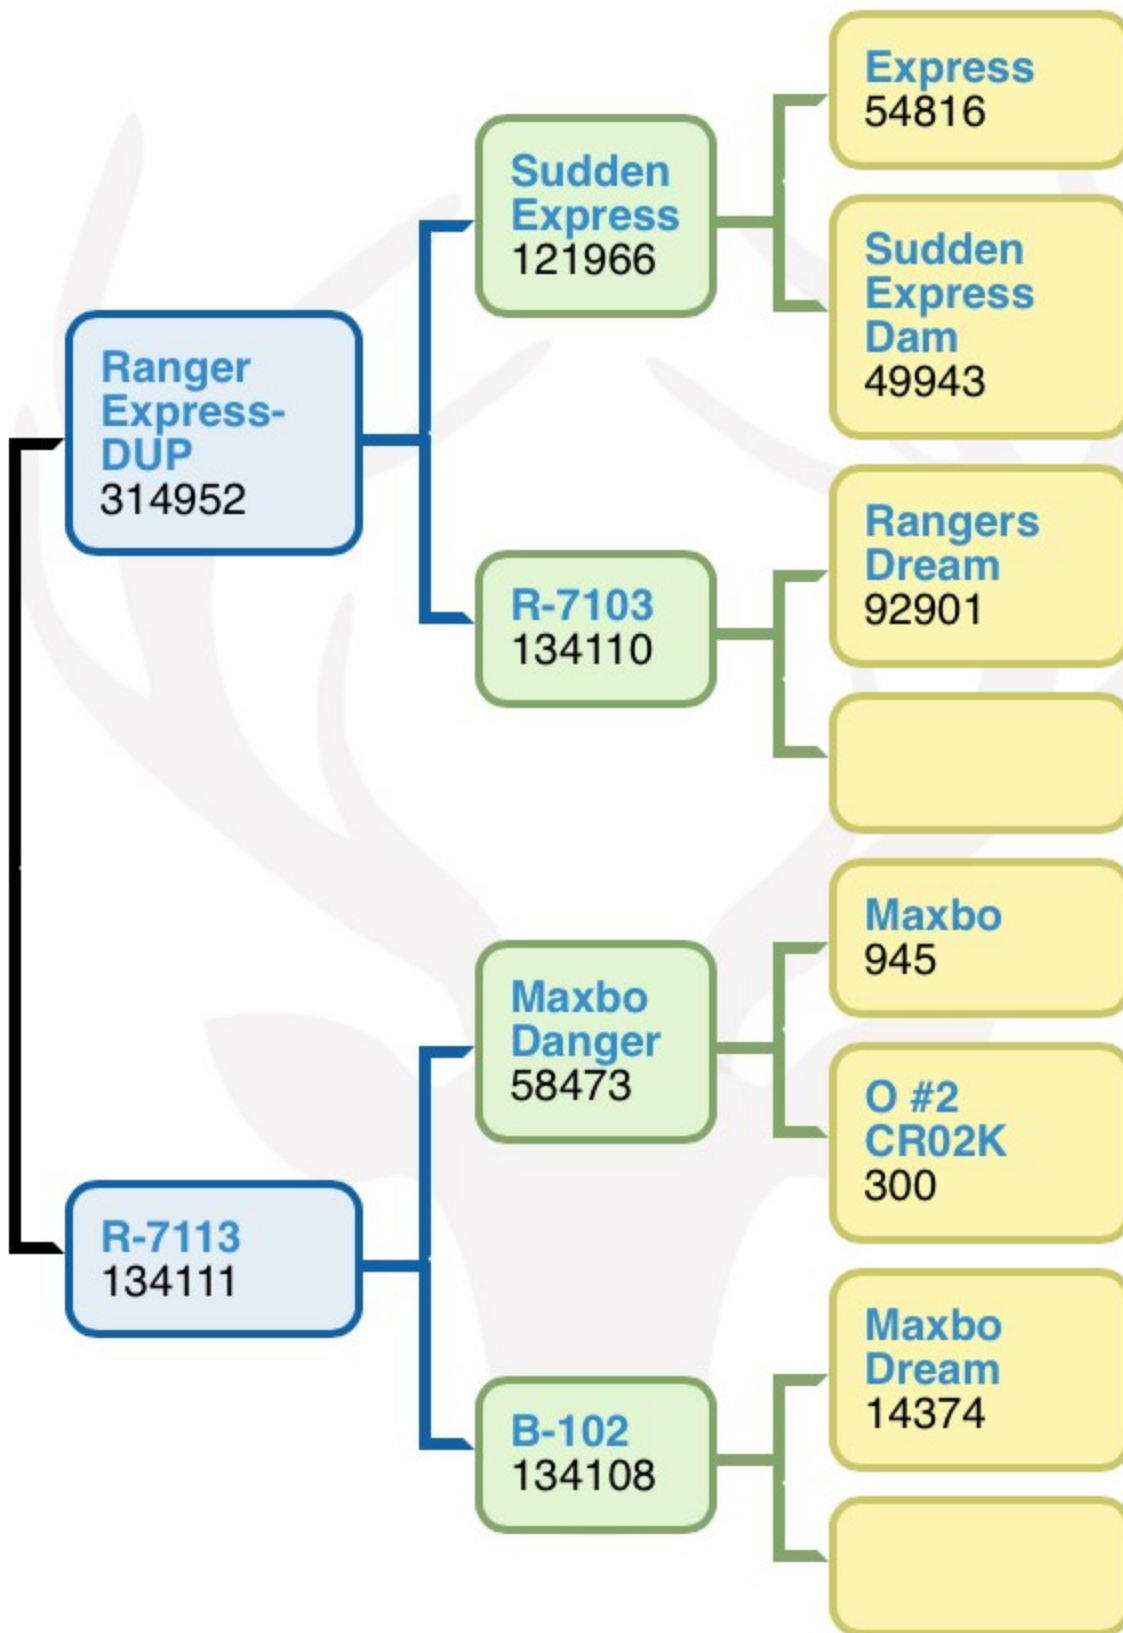 Express
54816
Sudden
Express
121966
Sudden
Express
Dam
49943
Ranger
Express-
DUP
314952
Rangers
Dream
92901
R-7103
134110
Maxbo
945
Maxbo
Danger
58473
O #2
CR02K
300
R-7113
134111
Maxbo
Dream
14374
B-102
134108